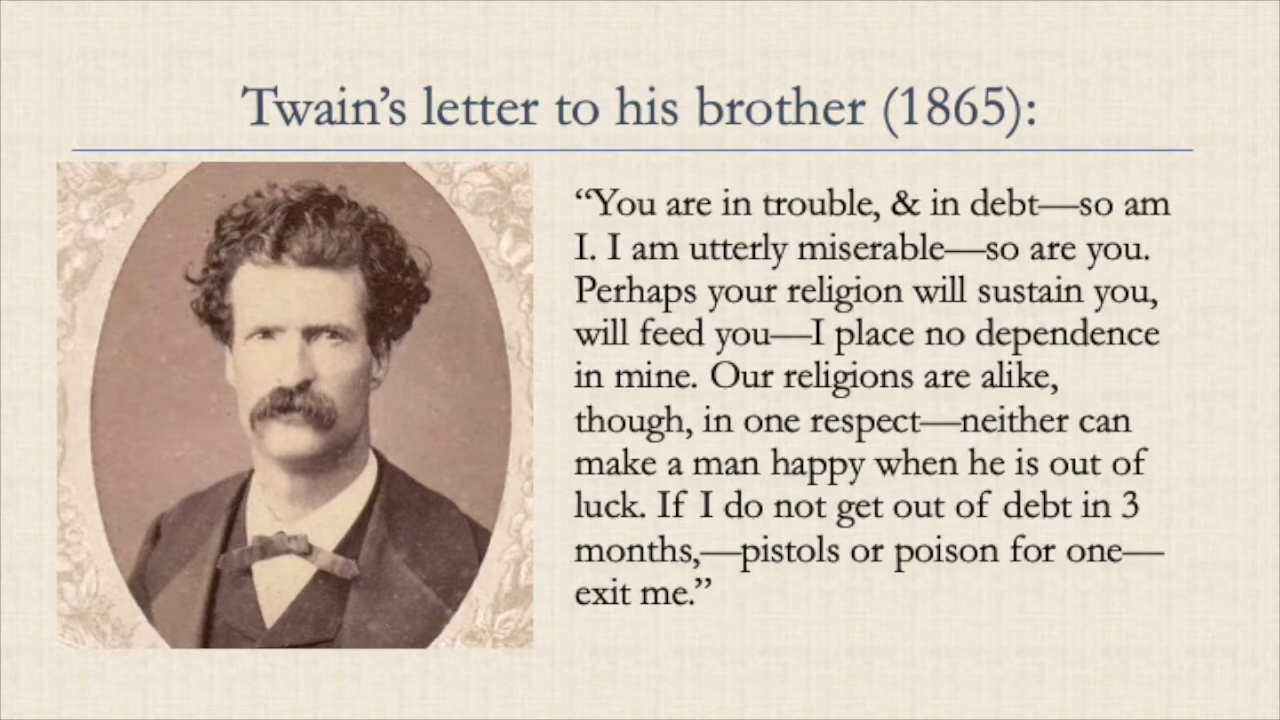 Twain’s letter to his brother (1865):
“You are in trouble, & in debt—so am
I. I am utterly miserable—so are you.
Perhaps your religion will sustain you,
will feed you—I place no dependence
in mine. Our religions are alike,
though, in one respect—neither can
make a man happy when he is out of
luck. If I do not get out of debt in 3
months,—pistols or poison for one—
exit me.”